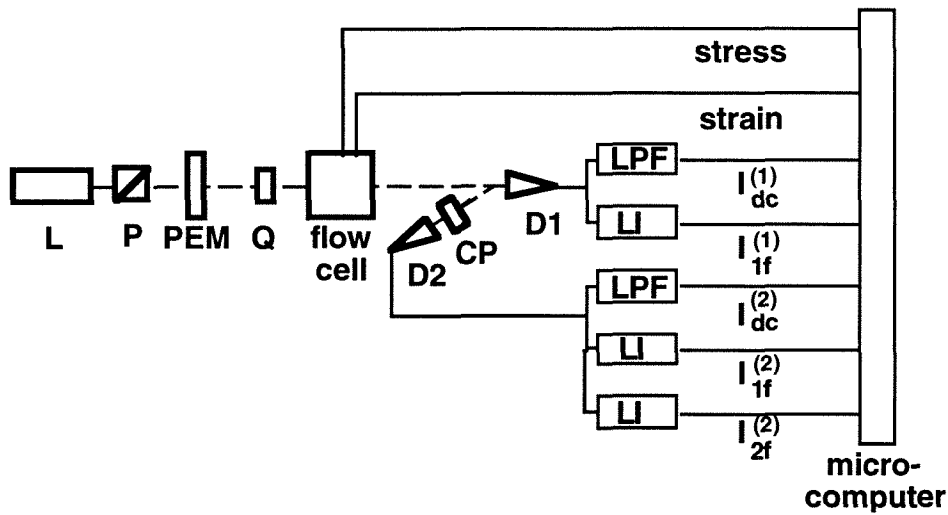 stress
strain
L
P
PEM
Q
flow
cell
D2
CP
D1
LPF
I(1)dc
LI
I(1)1f
LPF
I(2)dc
LI
I(2)1f
LI
I(2)2f
micro-
computer